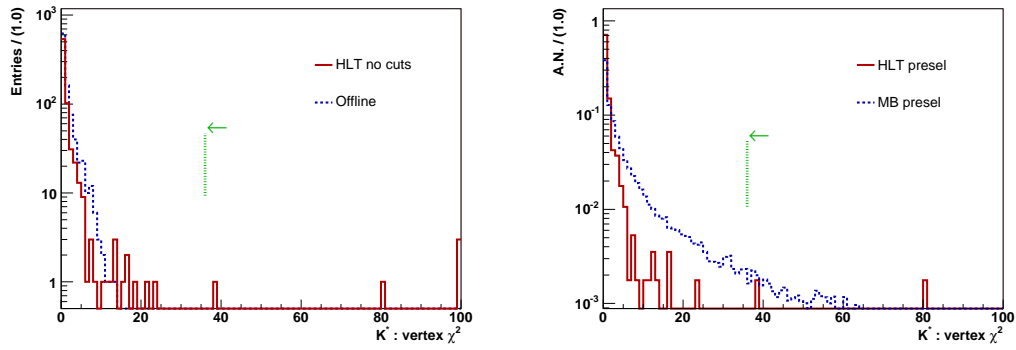 Entries / (1.0)
10³
10²
10
1
HLT no cuts
Offline
0 20 40 60 80 100
K* : vertex χ²
A.N. / (1.0)
1
10⁻¹
10⁻²
10⁻³
HLT presel
MB presel
0 20 40 60 80 100
K* : vertex χ²